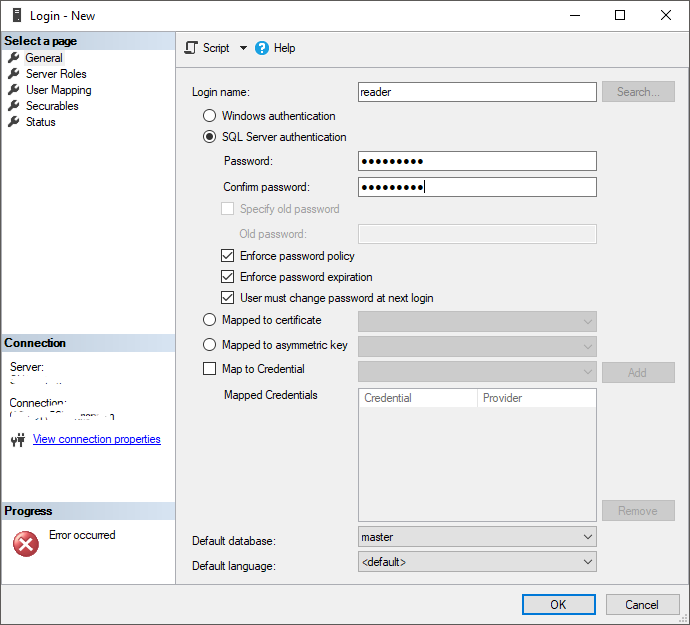 Login - New
Select a page
General
Server Roles
User Mapping
Securables
Status
Connection
Server:
Connection:
View connection properties
Progress
Error occurred
Script
Help
Login name: reader Search...
Windows authentication
SQL Server authentication
Password: ●●●●●●●●●
Confirm password: ●●●●●●●●●
Specify old password
Old password:
Enforce password policy
Enforce password expiration
User must change password at next login
Mapped to certificate
Mapped to asymmetric key
Map to Credential Add
Mapped Credentials Credential Provider
Remove
Default database: master
Default language: <default>
OK Cancel